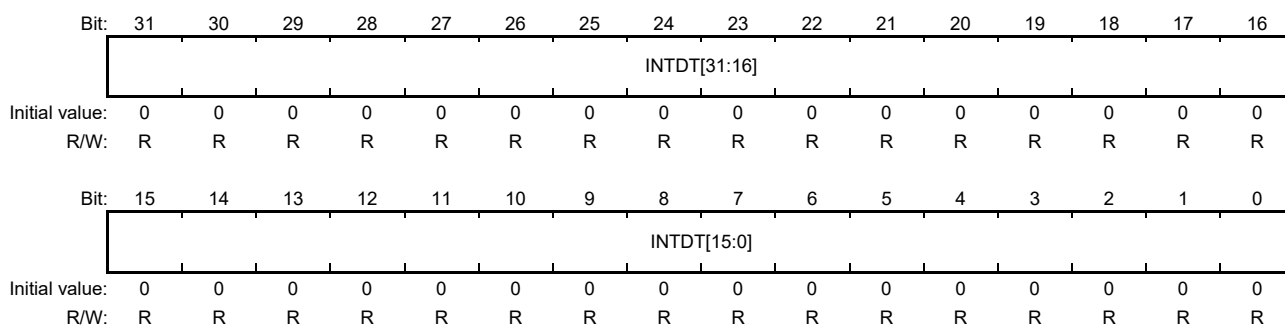 Bit: 31 30 29 28 27 26 25 24 23 22 21 20 19 18 17 16
INTDT[31:16]
Initial value: 0 0 0 0 0 0 0 0 0 0 0 0 0 0 0 0
R/W: R R R R R R R R R R R R R R R R
Bit: 15 14 13 12 11 10 9 8 7 6 5 4 3 2 1 0
INTDT[15:0]
Initial value: 0 0 0 0 0 0 0 0 0 0 0 0 0 0 0 0
R/W: R R R R R R R R R R R R R R R R